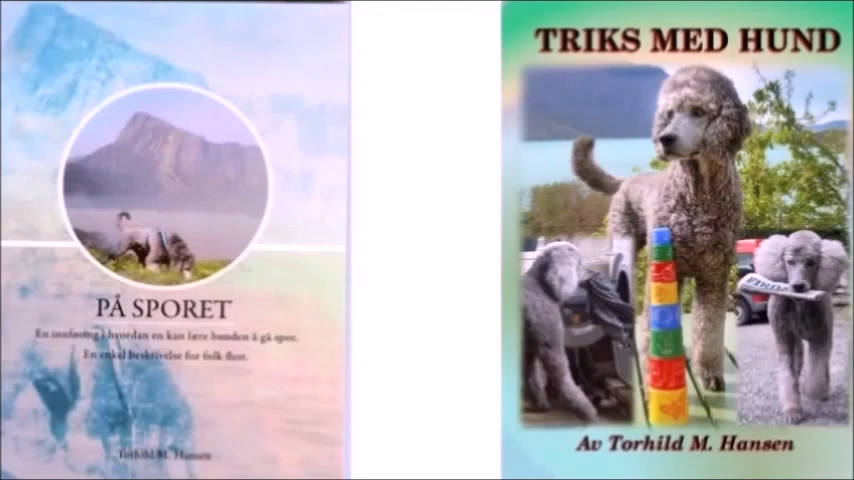 PÅ SPORET
En innføring i hvordan en kan lære hunden å gå spor.
En enkel beskrivelse for folk flest.
Torhild M. Hansen
TRIKS MED HUND
FIRDA
Av Torhild M. Hansen